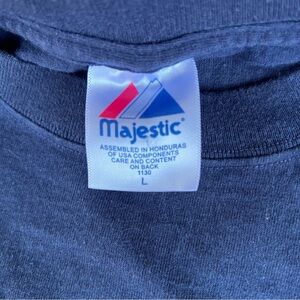 Majestic
ASSEMBLED IN HONDURAS
OF USA COMPONENTS
CARE AND CONTENT
ON BACK
1130
L